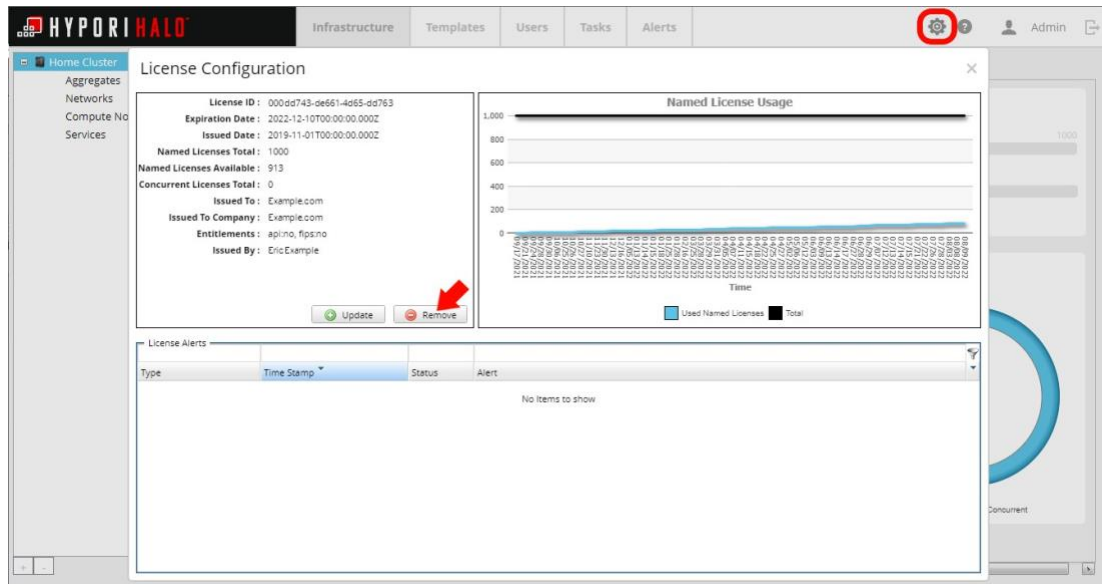 HYPORI HALO
Infrastructure
Templates
Users
Tasks
Alerts
Admin
Home Cluster
Aggregates
Networks
Compute No
Services
License Configuration
License ID : 000dd743-de661-4d65-dd763
Expiration Date : 2022-12-10T00:00:00.000Z
Issued Date : 2019-11-01T00:00:00.000Z
Named Licenses Total : 1000
Named Licenses Available : 913
Concurrent Licenses Total : 0
Issued To : Example.com
Issued To Company : Example.com
Entitlements : api:no, fips:no
Issued By : EricExample
Update
Remove
Named License Usage
1,000
800
600
400
200
0
Time
Used Named Licenses
Total
1000
License Alerts
Type
Time Stamp
Status
Alert
No items to show
Concurrent